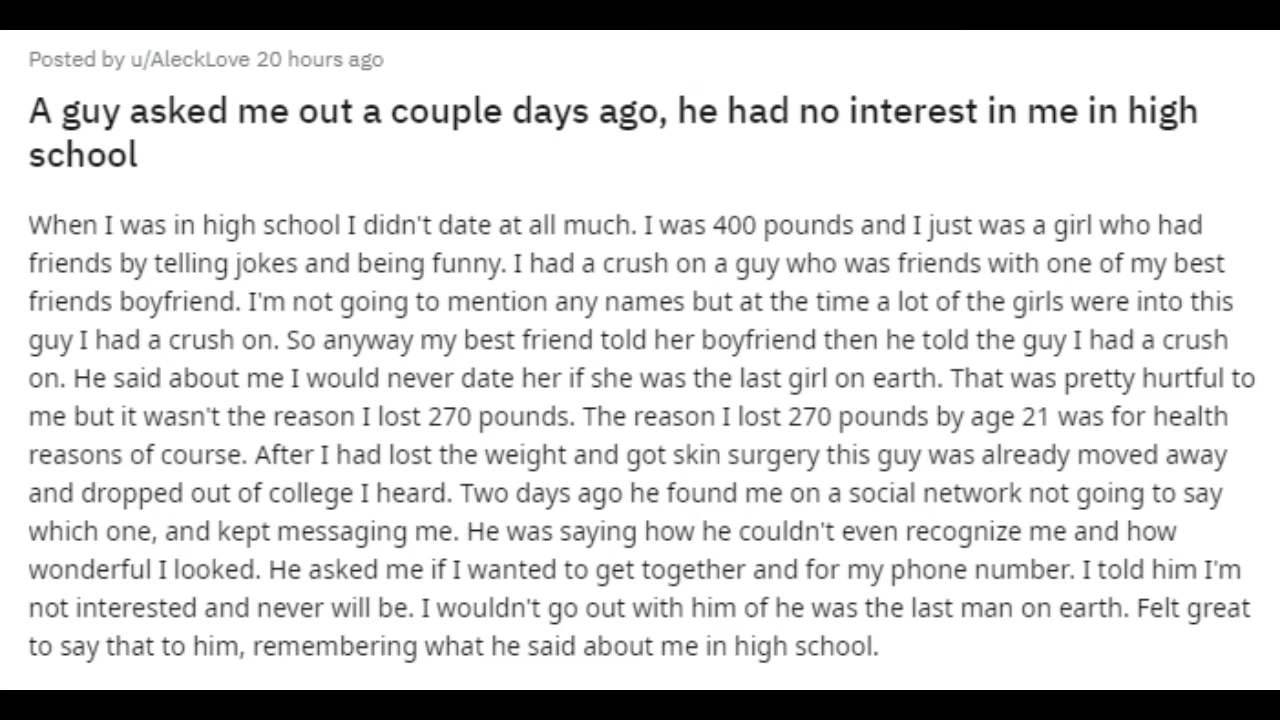 Posted by u/AleckLove 20 hours ago
A guy asked me out a couple days ago, he had no interest in me in high
school
When I was in high school I didn't date at all much. I was 400 pounds and I just was a girl who had
friends by telling jokes and being funny. I had a crush on a guy who was friends with one of my best
friends boyfriend. I'm not going to mention any names but at the time a lot of the girls were into this
guy I had a crush on. So anyway my best friend told her boyfriend then he told the guy I had a crush
on. He said about me I would never date her if she was the last girl on earth. That was pretty hurtful to
me but it wasn't the reason I lost 270 pounds. The reason I lost 270 pounds by age 21 was for health
reasons of course. After I had lost the weight and got skin surgery this guy was already moved away
and dropped out of college I heard. Two days ago he found me on a social network not going to say
which one, and kept messaging me. He was saying how he couldn't even recognize me and how
wonderful I looked. He asked me if I wanted to get together and for my phone number. I told him I'm
not interested and never will be. I wouldn't go out with him of he was the last man on earth. Felt great
to say that to him, remembering what he said about me in high school.